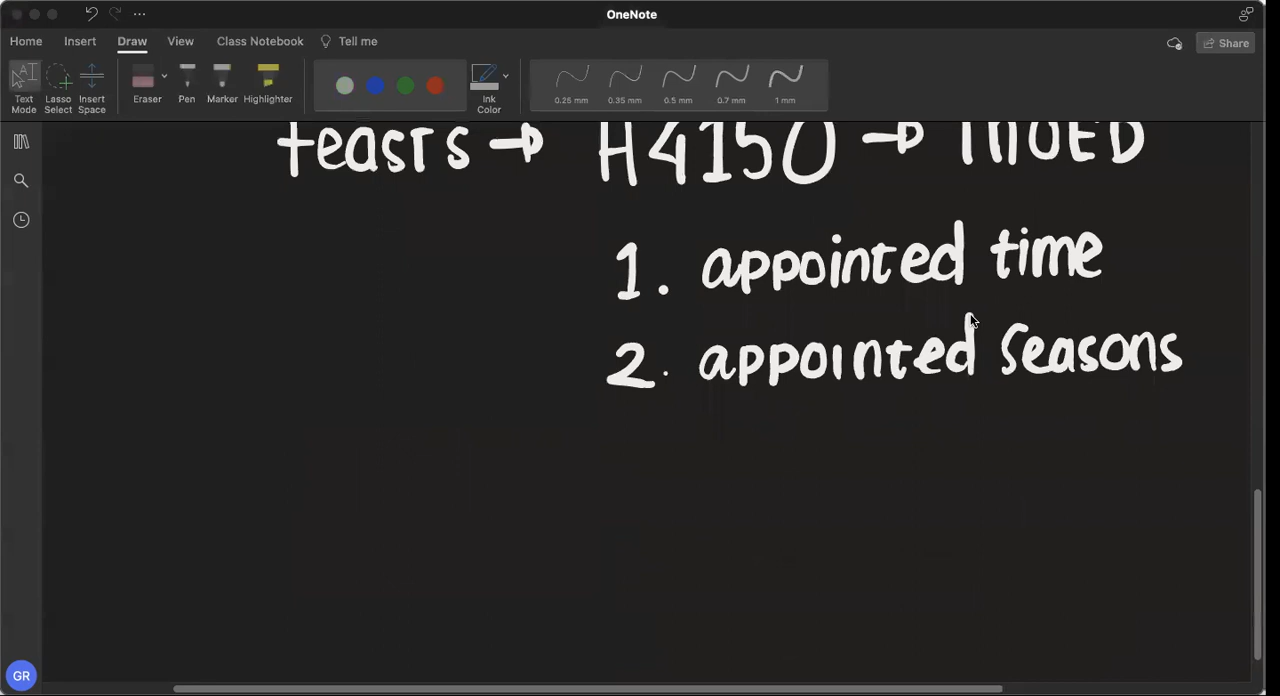 OneNote
Home Insert Draw View Class Notebook Tell me Share
Text Mode Lasso Select Insert Space Eraser Pen Marker Highlighter Ink Color 0.25 mm 0.35 mm 0.5 mm 0.7 mm 1 mm
feasts → H4150 → MOED
1. appointed time
2. appointed seasons
GR